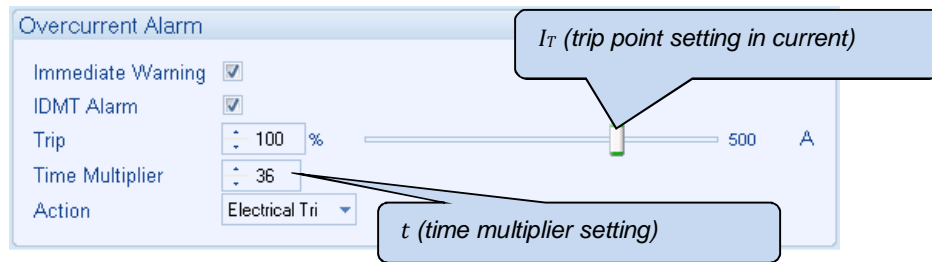 Overcurrent Alarm
I_T (trip point setting in current)
Immediate Warning
IDMT Alarm
Trip 100 % 500 A
Time Multiplier 36
Action Electrical Tri
t (time multiplier setting)